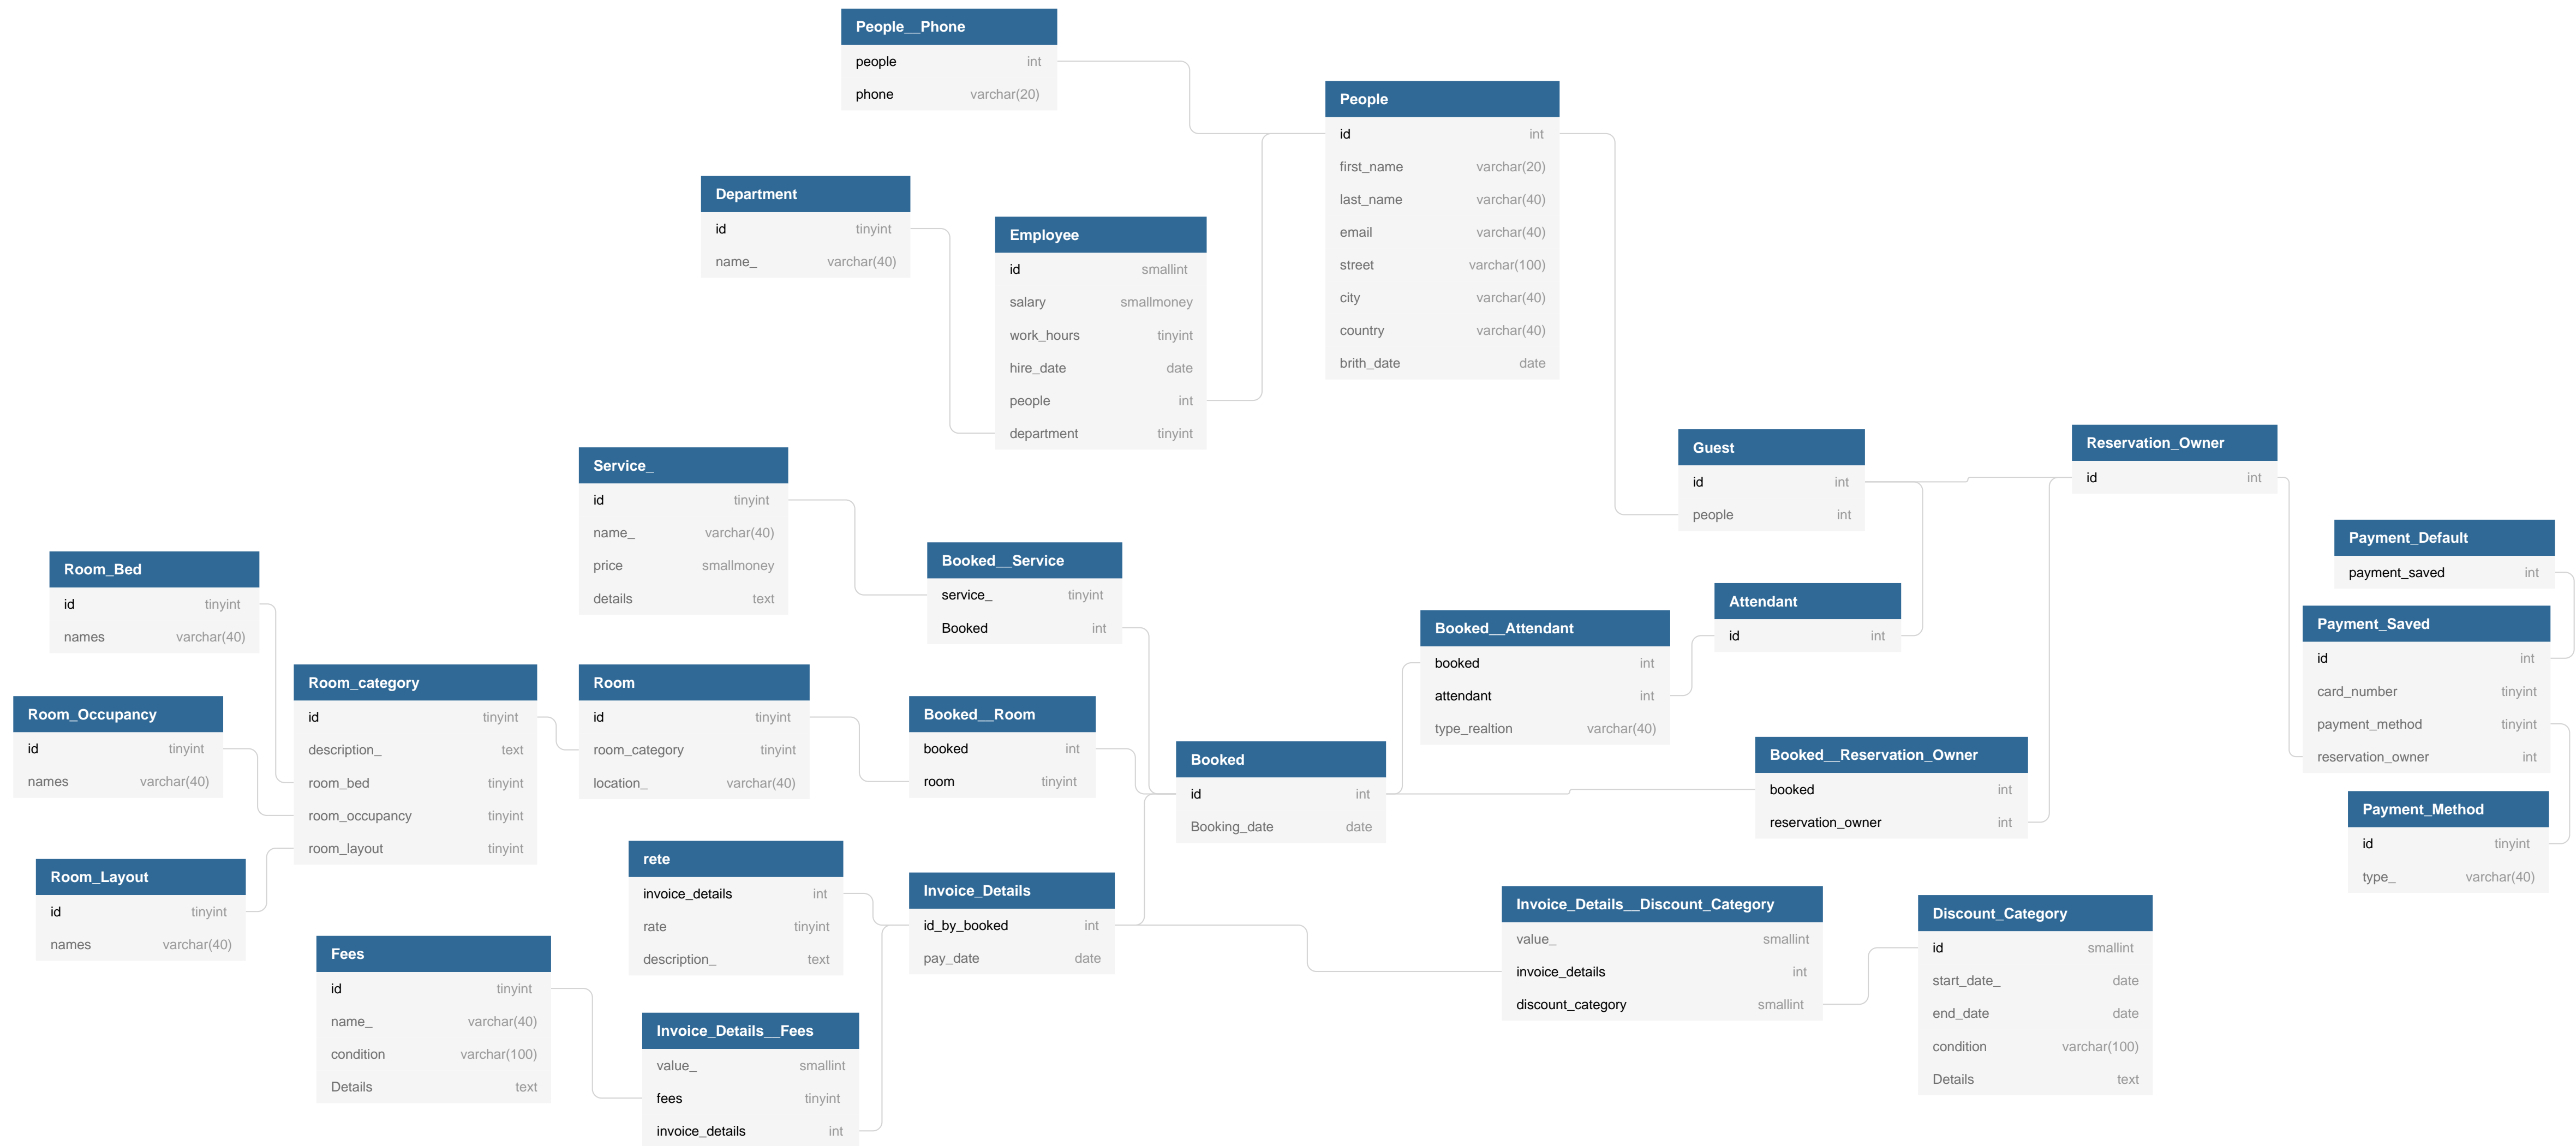 People__Phone
people int
phone varchar(20)
People
id int
first_name varchar(20)
last_name varchar(40)
email varchar(40)
street varchar(100)
city varchar(40)
country varchar(40)
brith_date date
Department
id tinyint
name_ varchar(40)
Employee
id smallint
salary smallmoney
work_hours tinyint
hire_date date
people int
department tinyint
Guest
id int
people int
Reservation_Owner
id int
Service_
id tinyint
name_ varchar(40)
price smallmoney
details text
Payment_Default
payment_saved int
Booked__Service
service_ tinyint
Booked int
Room_Bed
id tinyint
names varchar(40)
Attendant
id int
Payment_Saved
id int
card_number tinyint
payment_method tinyint
reservation_owner int
Booked__Attendant
booked int
attendant int
type_realtion varchar(40)
Room_category
id tinyint
description_ text
room_bed tinyint
room_occupancy tinyint
room_layout tinyint
Room
id tinyint
room_category tinyint
location_ varchar(40)
Room_Occupancy
id tinyint
names varchar(40)
Booked__Room
booked int
room tinyint
Booked__Reservation_Owner
booked int
reservation_owner int
Booked
id int
Booking_date date
Payment_Method
id tinyint
type_ varchar(40)
rete
invoice_details int
rate tinyint
description_ text
Room_Layout
id tinyint
names varchar(40)
Invoice_Details
id_by_booked int
pay_date date
Invoice_Details__Discount_Category
value_ smallint
invoice_details int
discount_category smallint
Discount_Category
id smallint
start_date_ date
end_date date
condition varchar(100)
Details text
Fees
id tinyint
name_ varchar(40)
condition varchar(100)
Details text
Invoice_Details__Fees
value_ smallint
fees tinyint
invoice_details int